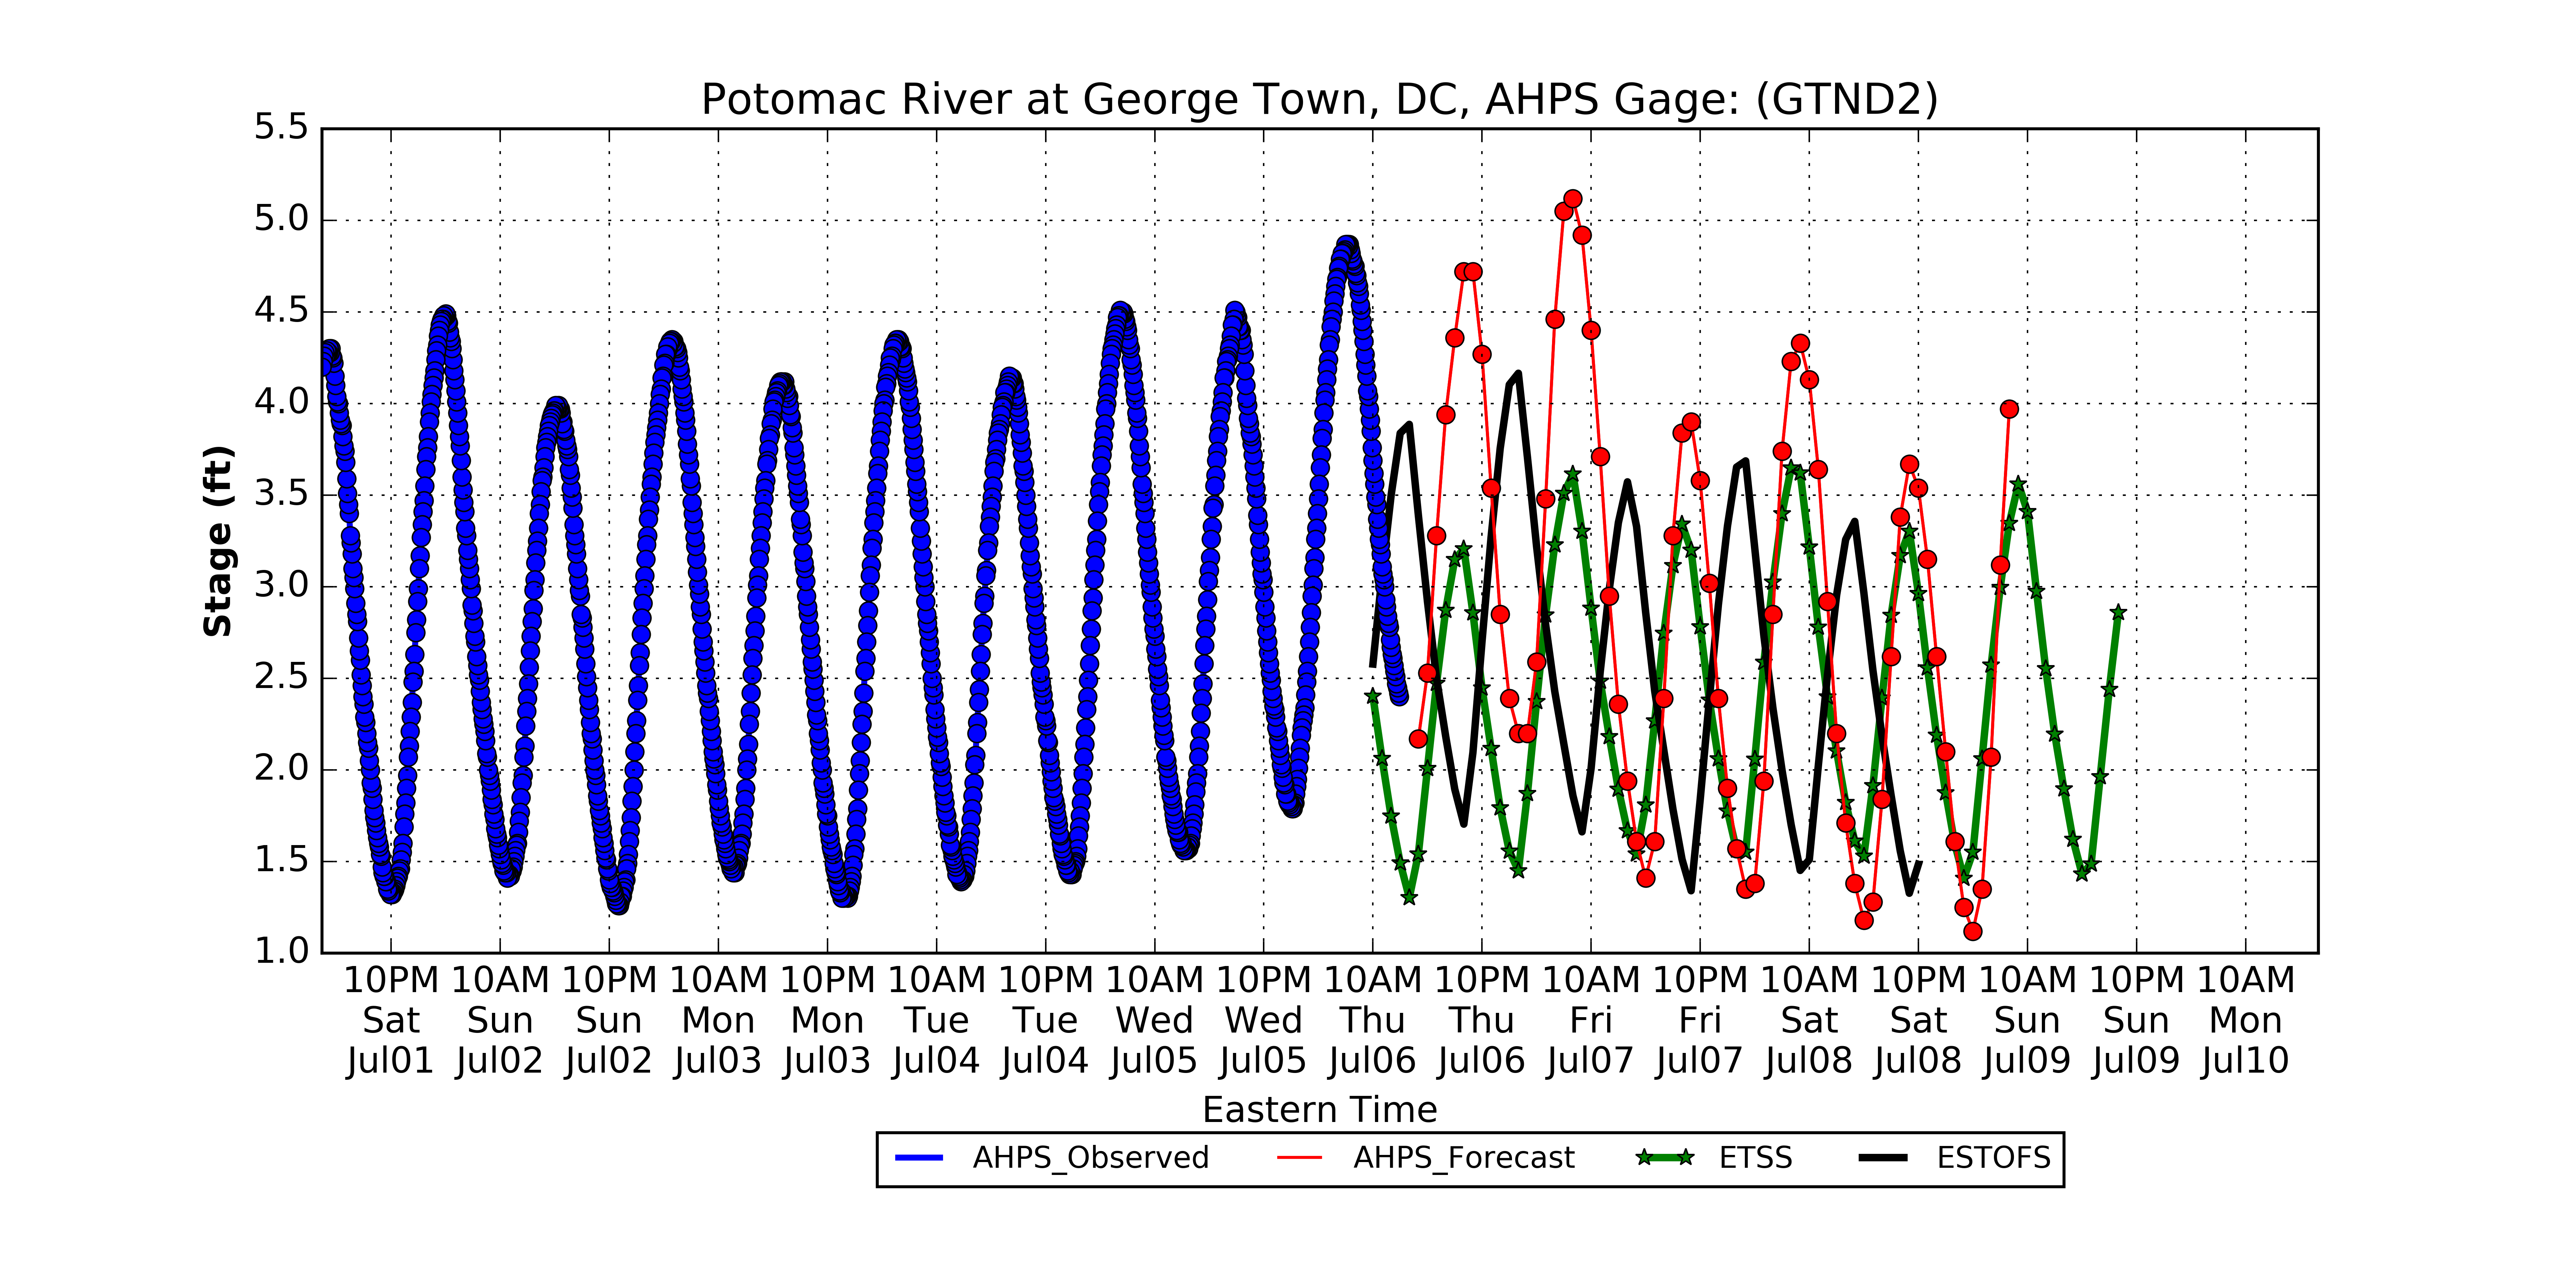 Potomac River at George Town, DC, AHPS Gage: (GTND2)
5.5
5.0
4.5
4.0
3.5
3.0
2.5
2.0
1.5
1.0
Stage (ft)
10PM 10AM 10PM 10AM 10PM 10AM 10PM 10AM 10PM 10AM 10PM 10AM 10PM 10AM 10PM 10AM 10PM 10AM
Sat Sun Sun Mon Mon Tue Tue Wed Wed Thu Thu Fri Fri Sat Sat Sun Sun Mon
Jul01 Jul02 Jul02 Jul03 Jul03 Jul04 Jul04 Jul05 Jul05 Jul06 Jul06 Jul07 Jul07 Jul08 Jul08 Jul09 Jul09 Jul10
Eastern Time
AHPS_Observed AHPS_Forecast ETSS ESTOFS